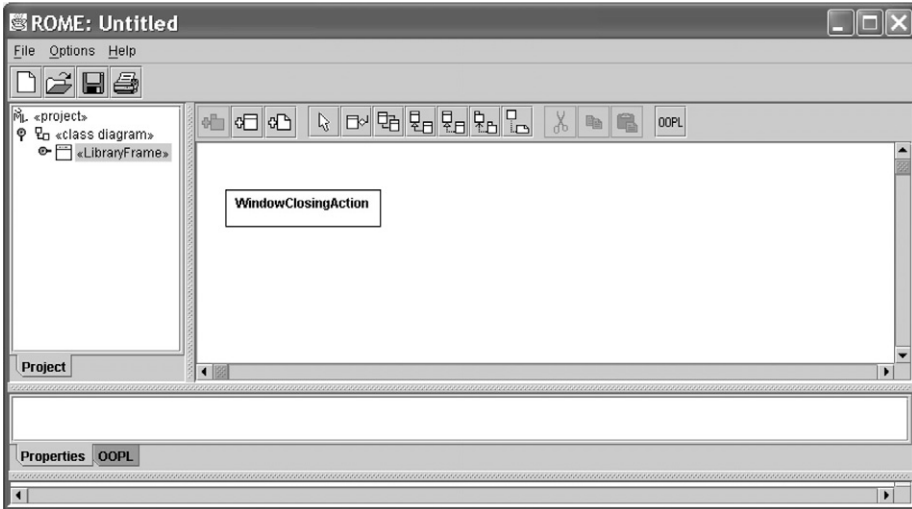 ROME: Untitled
File Options Help
«project»
«class diagram»
«LibraryFrame»
OOPL
WindowClosingAction
Project
Properties OOPL